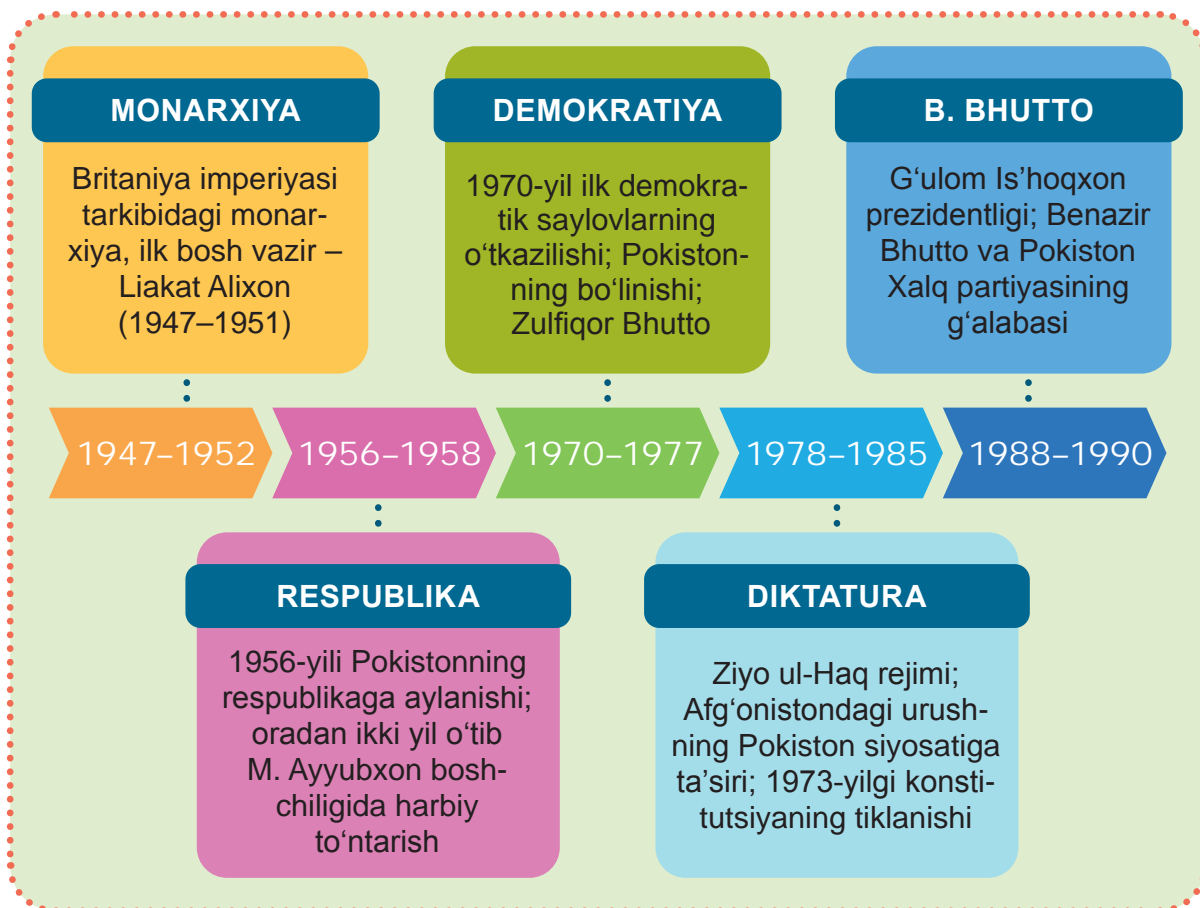 MONARXIYA
Britaniya imperiyasi
tarkibidagi monar-
xiya, ilk bosh vazir –
Liakat Alixon
(1947–1951)
DEMOKRATIYA
1970-yil ilk demokra-
tik saylovlarning
o‘tkazilishi; Pokiston-
ning bo‘linishi;
Zulfiqor Bhutto
B. BHUTTO
G‘ulom Is’hoqxon
prezidentligi; Benazir
Bhutto va Pokiston
Xalq partiyasining
g‘alabasi
1947–1952
1956–1958
1970–1977
1978–1985
1988–1990
RESPUBLIKA
1956-yili Pokistonning
respublikaga aylanishi;
oradan ikki yil o‘tib
M. Ayyubxon bosh-
chiligida harbiy
to‘ntarish
DIKTATURA
Ziyo ul-Haq rejimi;
Afg‘onistondagi urush-
ning Pokiston siyosatiga
ta’siri; 1973-yilgi konsti-
tutsiyaning tiklanishi